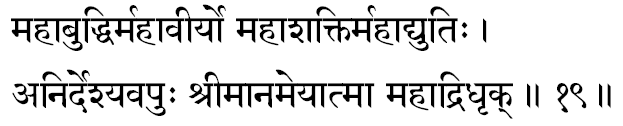 महाबुद्धिर्महावीर्यो महाशक्तिर्महाद्युतिः ।
अनिर्देश्यवपुः श्रीमानमेयात्मा महाद्रिधृक् ॥ १९ ॥